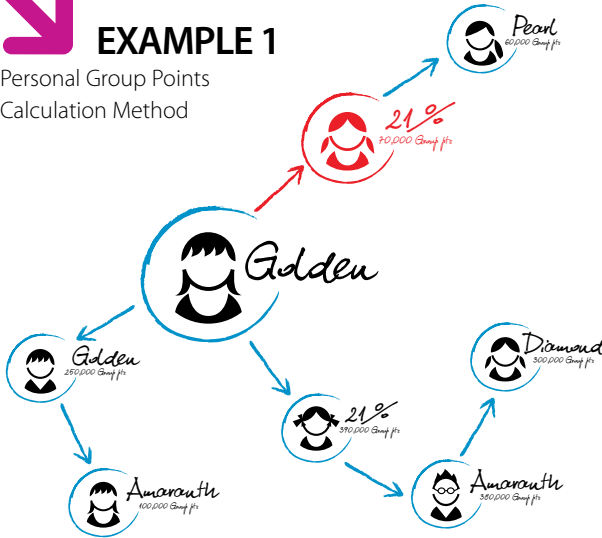 EXAMPLE 1
Personal Group Points
Calculation Method
Pearl
60,000 Group pts
21%
70,000 Group pts
Golden
Golden
250,000 Group pts
Amaranth
100,000 Group pts
21%
390,000 Group pts
Amaranth
380,000 Group pts
Diamond
300,000 Group pts